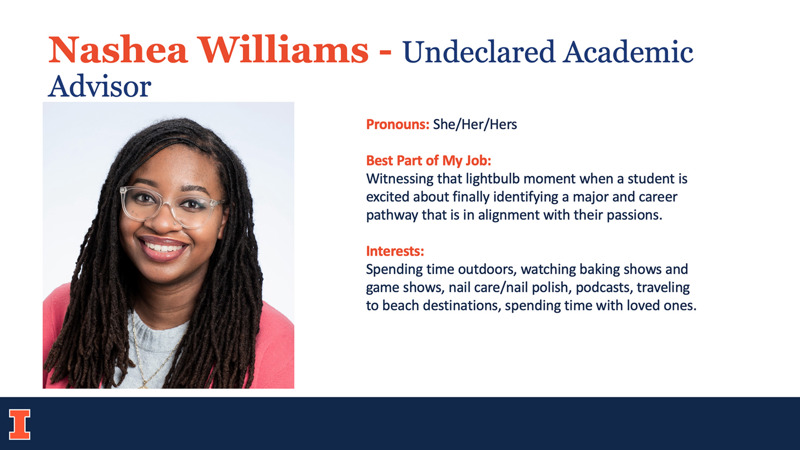 Nashea Williams - Undeclared Academic
Advisor
Pronouns: She/Her/Hers
Best Part of My Job:
Witnessing that lightbulb moment when a student is
excited about finally identifying a major and career
pathway that is in alignment with their passions.
Interests:
Spending time outdoors, watching baking shows and
game shows, nail care/nail polish, podcasts, traveling
to beach destinations, spending time with loved ones.
I